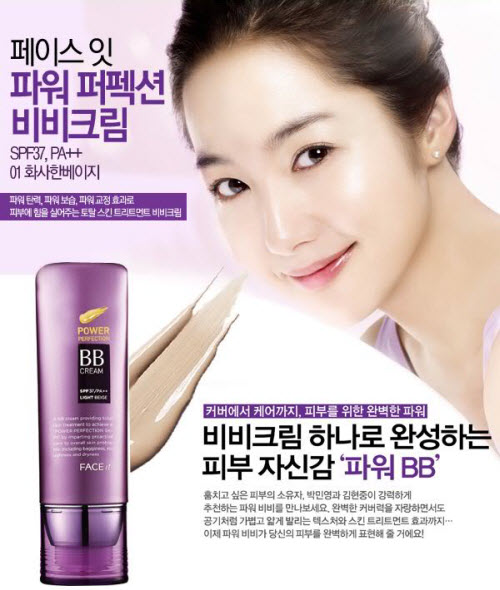 페이스 잇
파워 퍼펙션
비비크림
SPF37, PA++
01 화사한베이지
파워 탄력, 파워 보습, 파워 교정 효과로
피부에 힘을 실어주는 토탈 스킨 트리트먼트 비비크림
POWER
PERFECTION
BB
CREAM
SPF37/PA++
LIGHT BEIGE
FACE it
커버에서 케어까지, 피부를 위한 완벽한 파워
비비크림 하나로 완성하는
피부 자신감 ‘파워 BB’
훔치고 싶은 피부의 소유자, 박민영과 김현중이 강력하게
추천하는 파워 비비를 만나보세요. 완벽한 커버력을 자랑하면서도
공기처럼 가볍고 얇게 발리는 텍스처와 스킨 트리트먼트 효과까지…
이제 파워 비비가 당신의 피부를 완벽하게 표현해 줄 거에요!